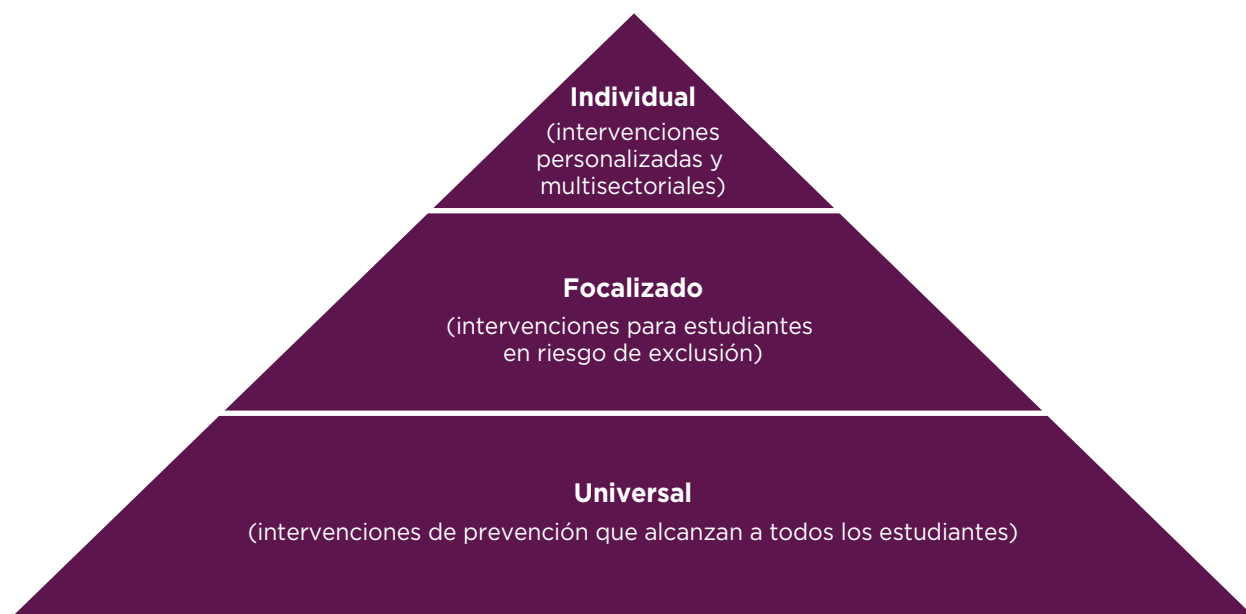 Individual
(intervenciones
personalizadas y
multisectoriales)
Focalizado
(intervenciones para estudiantes
en riesgo de exclusión)
Universal
(intervenciones de prevención que alcanzan a todos los estudiantes)